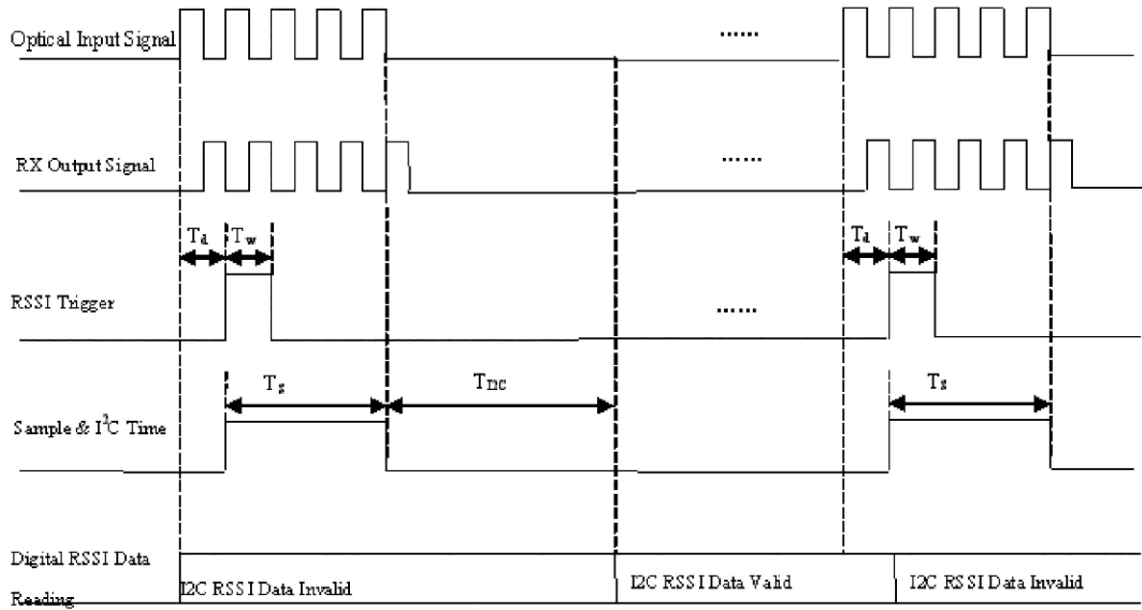 Optical Input Signal
......
RX Output Signal
......
Td Tw Td Tw
RSSI Trigger
......
Ts TIIC Ts
Sample & I²C Time
Digital RSSI Data
Reading
I2C RSSI Data Invalid I2C RSSI Data Valid I2C RSSI Data Invalid